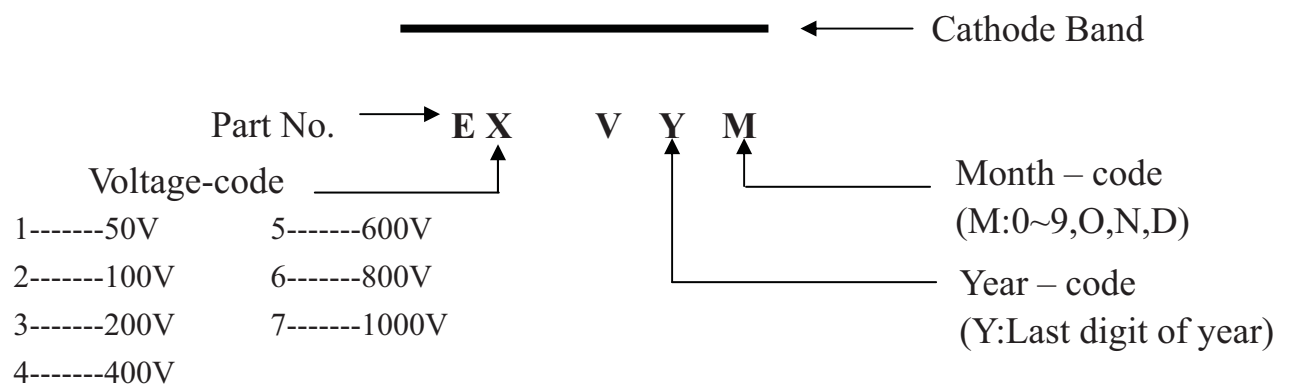 Cathode Band
Part No. E X V Y M
Voltage-code
Month – code
(M:0~9,O,N,D)
1-------50V 5-------600V
2-------100V 6-------800V
3-------200V 7-------1000V
4-------400V
Year – code
(Y:Last digit of year)